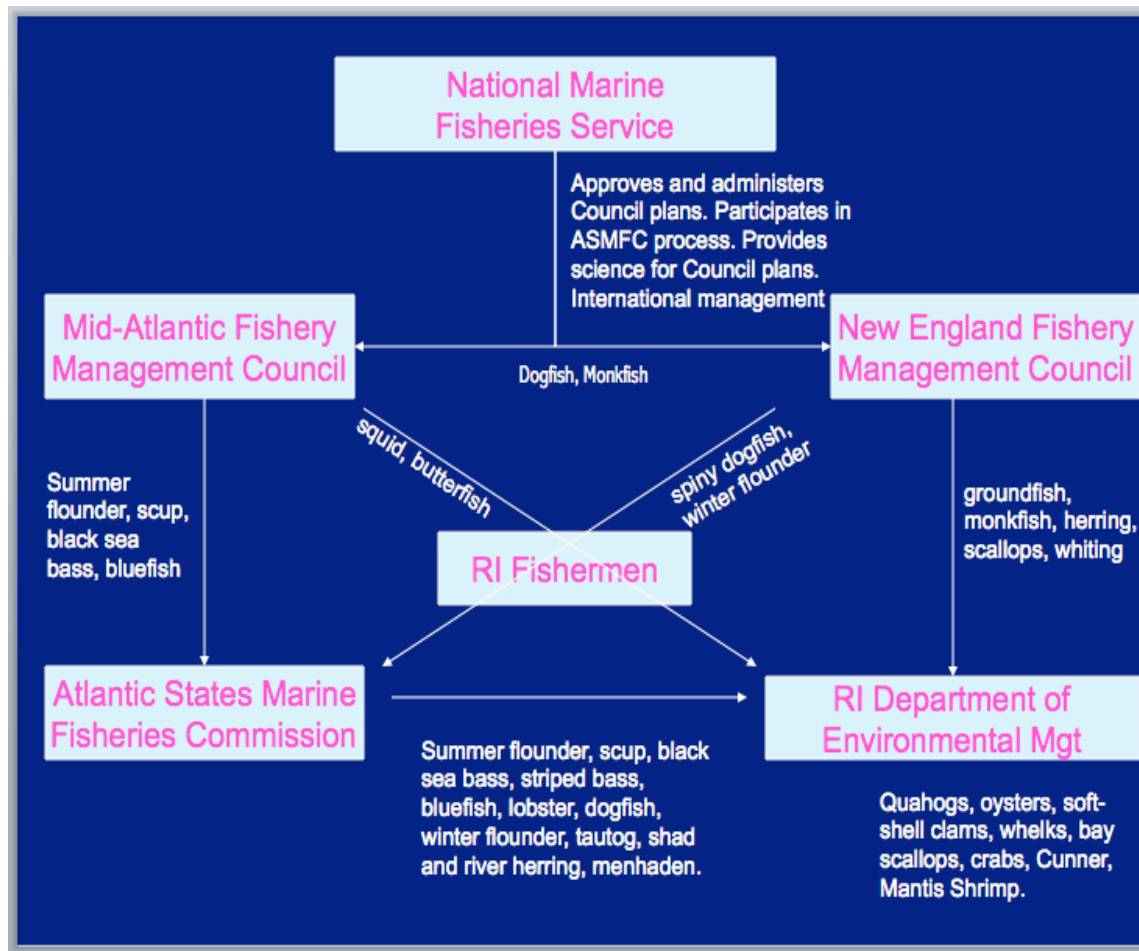 National Marine
Fisheries Service
Approves and administers
Council plans. Participates in
ASMFC process. Provides
science for Council plans.
International management
Mid-Atlantic Fishery
Management Council
New England Fishery
Management Council
Dogfish, Monkfish
squid, butterfish
spiny dogfish,
winter flounder
Summer
flounder, scup,
black sea
bass, bluefish
groundfish,
monkfish, herring,
scallops, whiting
RI Fishermen
Atlantic States Marine
Fisheries Commission
RI Department of
Environmental Mgt
Summer flounder, scup, black
sea bass, striped bass,
bluefish, lobster, dogfish,
winter flounder, tautog, shad
and river herring, menhaden.
Quahogs, oysters, soft-
shell clams, whelks, bay
scallops, crabs, Cunner,
Mantis Shrimp.